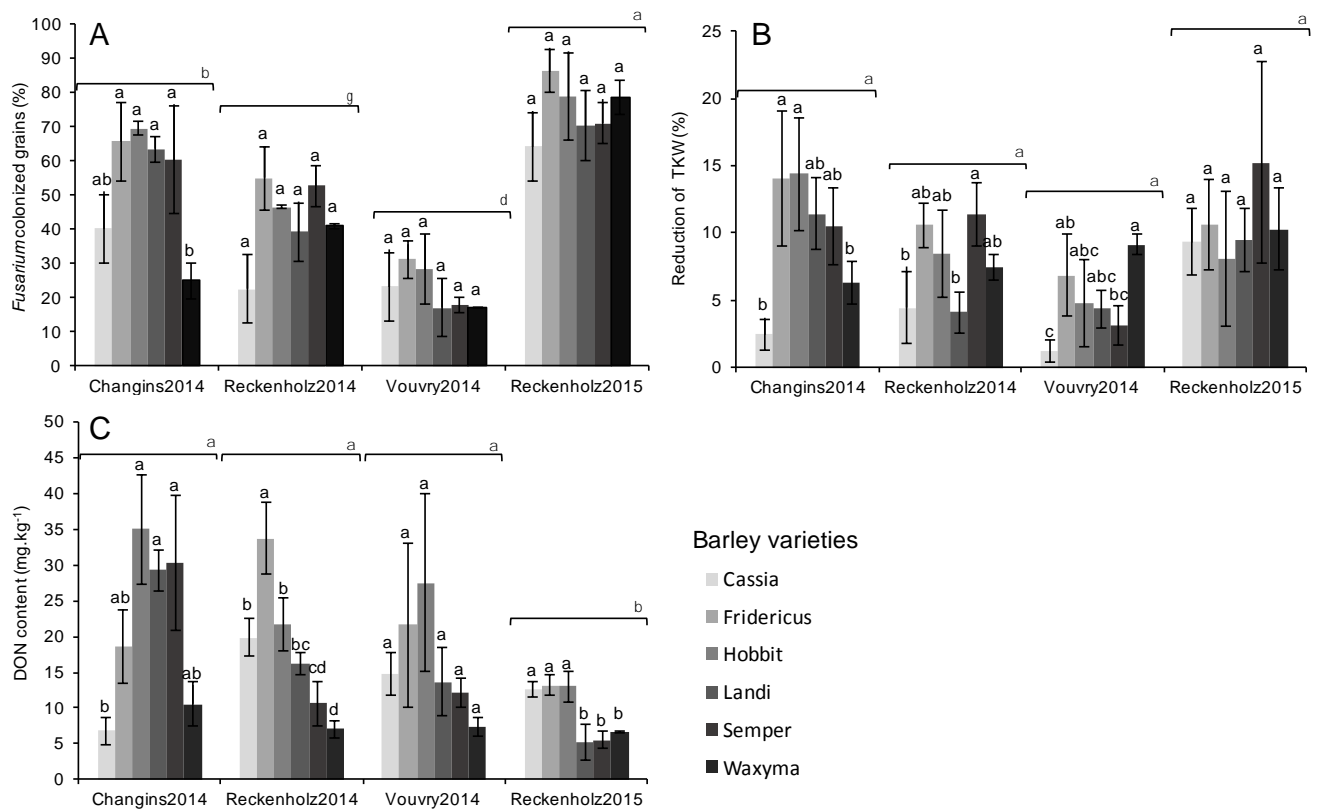 A
Fusarium colonized grains (%)
100
90
80
70
60
50
40
30
20
10
0
b
g
d
a
ab a a a a b
a a a a a a
a a a a a a
a a a a a a
Changins2014 Reckenholz2014 Vouvry2014 Reckenholz2015
B
Reduction of TKW (%)
25
20
15
10
5
0
a
a
a
a
b a a ab ab b
b ab ab b a ab
c ab abc abc bc a
a a a a a a
Changins2014 Reckenholz2014 Vouvry2014 Reckenholz2015
C
DON content (mg.kg-1)
50
45
40
35
30
25
20
15
10
5
0
a
a
a
b
b ab a a a ab
b a b bc cd d
a a a a a a
a a a b b b
Changins2014 Reckenholz2014 Vouvry2014 Reckenholz2015
Barley varieties
Cassia
Fridericus
Hobbit
Landi
Semper
Waxyma